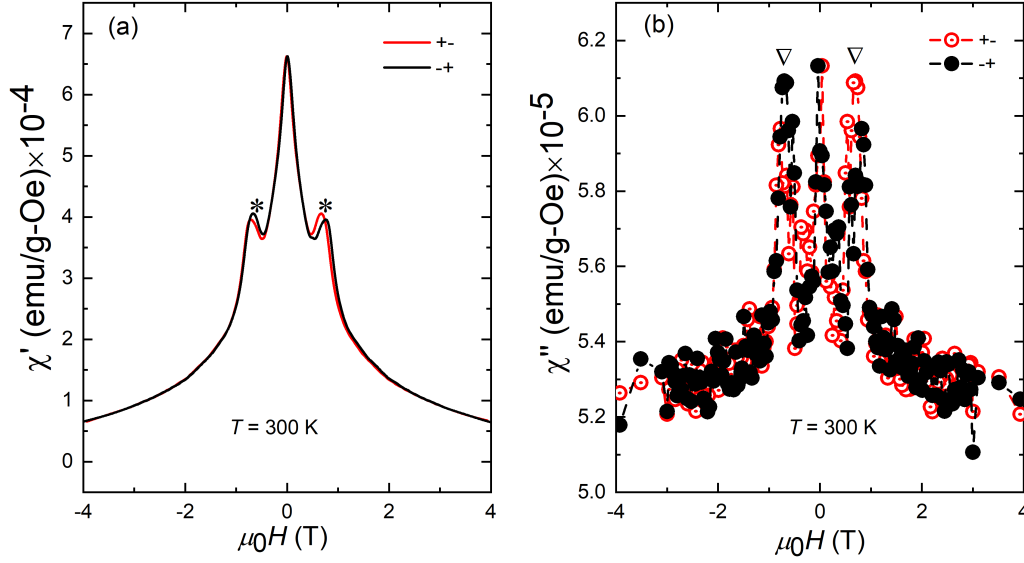 (a)
+-
-+
7
6
5
4
3
2
1
0
* *
T = 300 K
-4 -2 0 2 4
μ0H (T)
χ' (emu/g-Oe)×10-4
(b)
+-
-+
6.2
6.0
5.8
5.6
5.4
5.2
5.0
T = 300 K
-4 -2 0 2 4
μ0H (T)
χ'' (emu/g-Oe)×10-5